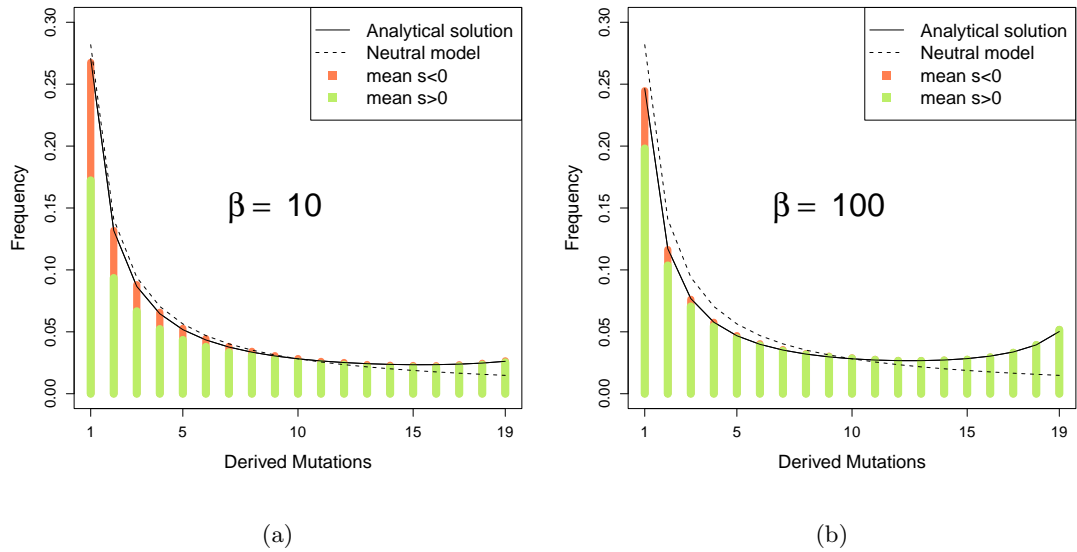 Analytical solution
Neutral model
mean s<0
mean s>0
β = 10
Frequency
0.00
0.05
0.10
0.15
0.20
0.25
0.30
1
5
10
15
19
Derived Mutations
(a)
Analytical solution
Neutral model
mean s<0
mean s>0
β = 100
Frequency
0.00
0.05
0.10
0.15
0.20
0.25
0.30
1
5
10
15
19
Derived Mutations
(b)